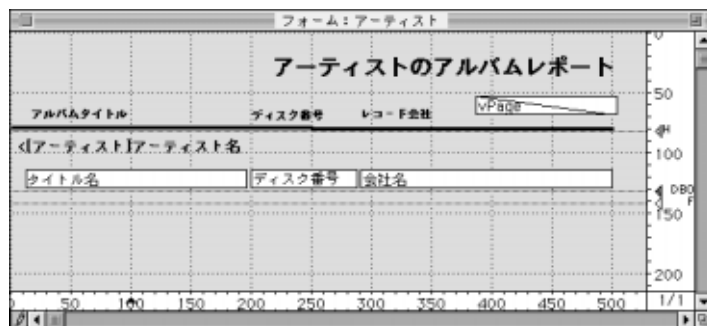 フォーム：アーティスト
0
アーティストのアルバムレポート
50
アルバムタイトル ディスク番号 レコード会社 vPage
H
<[アーティスト]アーティスト名
100
タイトル名 ディスク番号 会社名
DB0
F
150
200
50 100 150 200 250 300 350 400 450 500 1/1